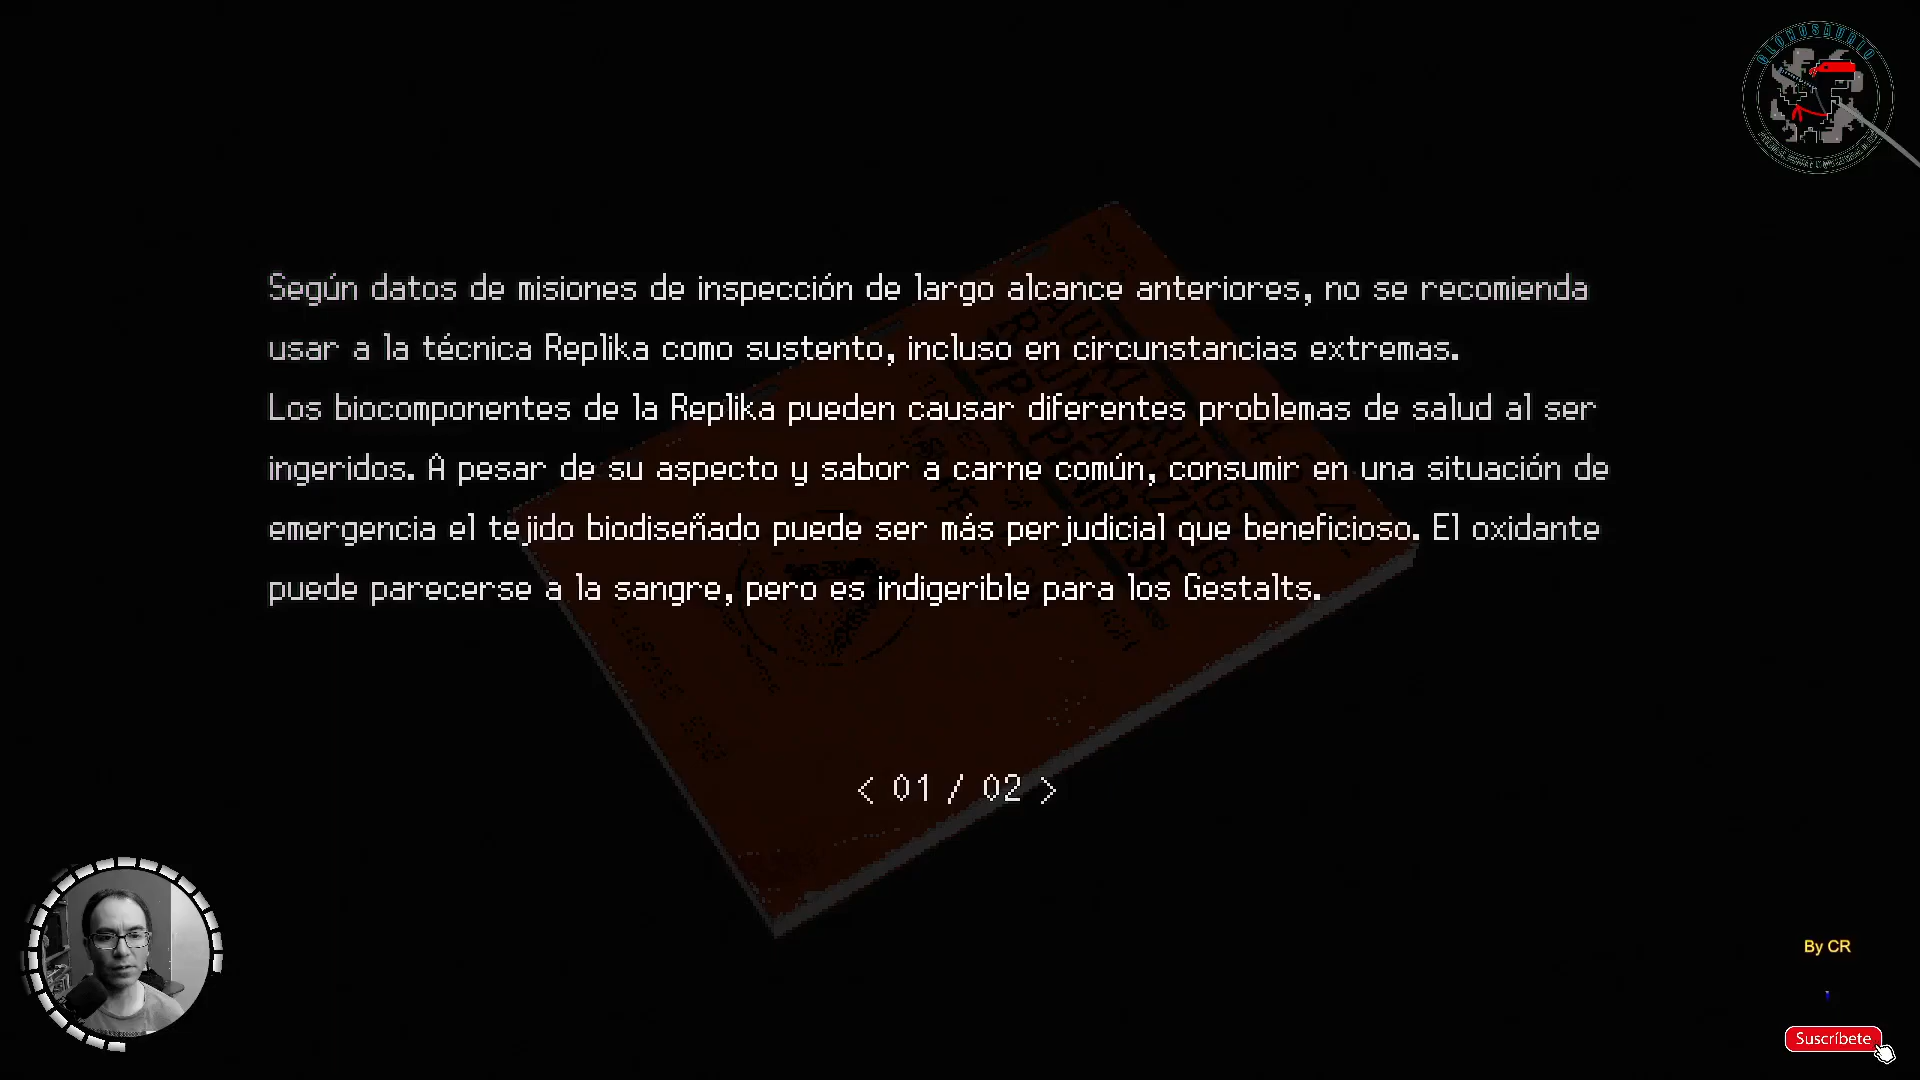 GLOBOSAURIO
Según datos de misiones de inspección de largo alcance anteriores, no se recomienda
usar a la técnica Replika como sustento, incluso en circunstancias extremas.
Los biocomponentes de la Replika pueden causar diferentes problemas de salud al ser
ingeridos. A pesar de su aspecto y sabor a carne común, consumir en una situación de
emergencia el tejido biodiseñado puede ser más perjudicial que beneficioso. El oxidante
puede parecerse a la sangre, pero es indigerible para los Gestalts.
< 01 / 02 >
By CR
Suscríbete